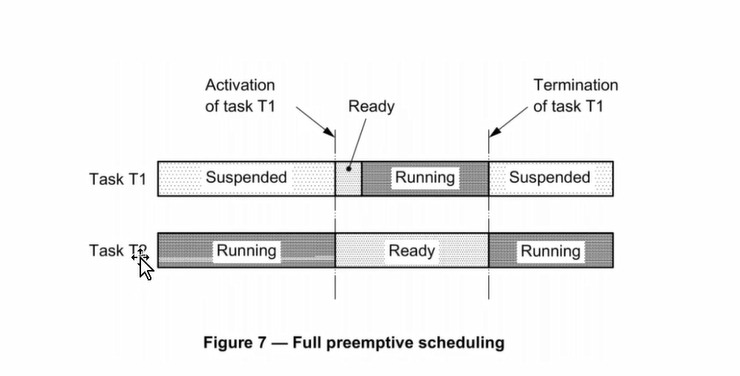 Activation
of task T1
Ready
Termination
of task T1
Task T1
Suspended
Running
Suspended
Task T2
Running
Ready
Running
Figure 7 — Full preemptive scheduling